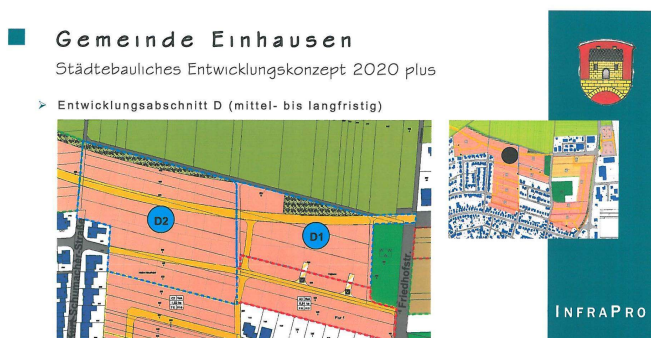 Gemeinde Einhausen
Städtebauliches Entwicklungskonzept 2020 plus
Entwicklungsabschnitt D (mittel- bis langfristig)
D2
D1
Friedhofstr.
INFRAPRO